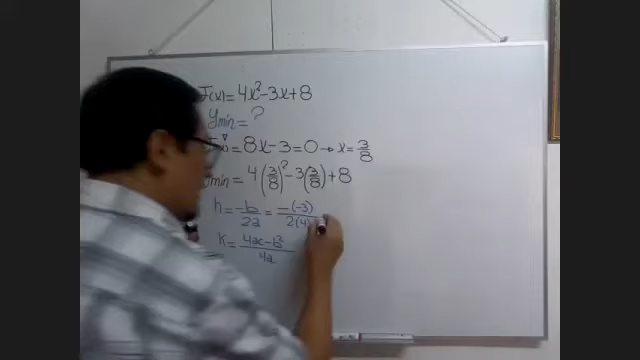 F(x)= 4x²-3x+8
ymin= ?
= 8x-3=0→x=3/8
min= 4(3/8)²-3(3/8)+8
h= -b/2a = -(-3)/2(4)
k= 4ac-b²/4a